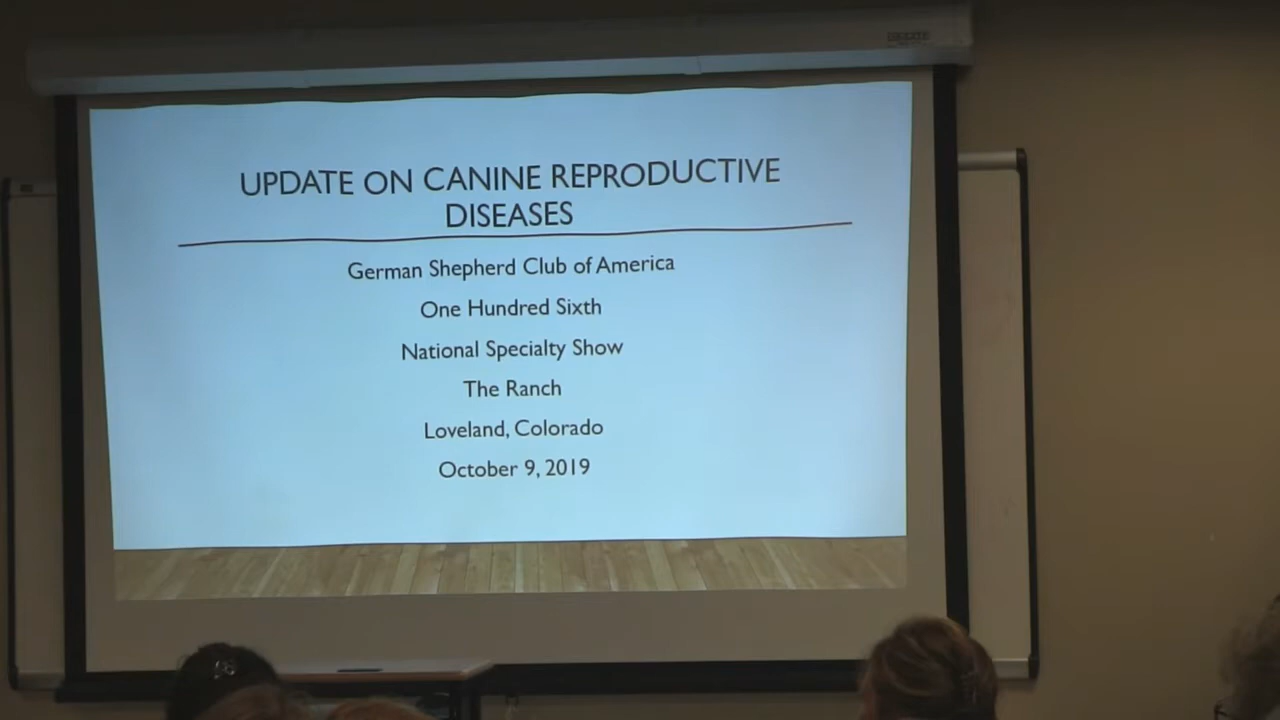 UPDATE ON CANINE REPRODUCTIVE
DISEASES
German Shepherd Club of America
One Hundred Sixth
National Specialty Show
The Ranch
Loveland, Colorado
October 9, 2019